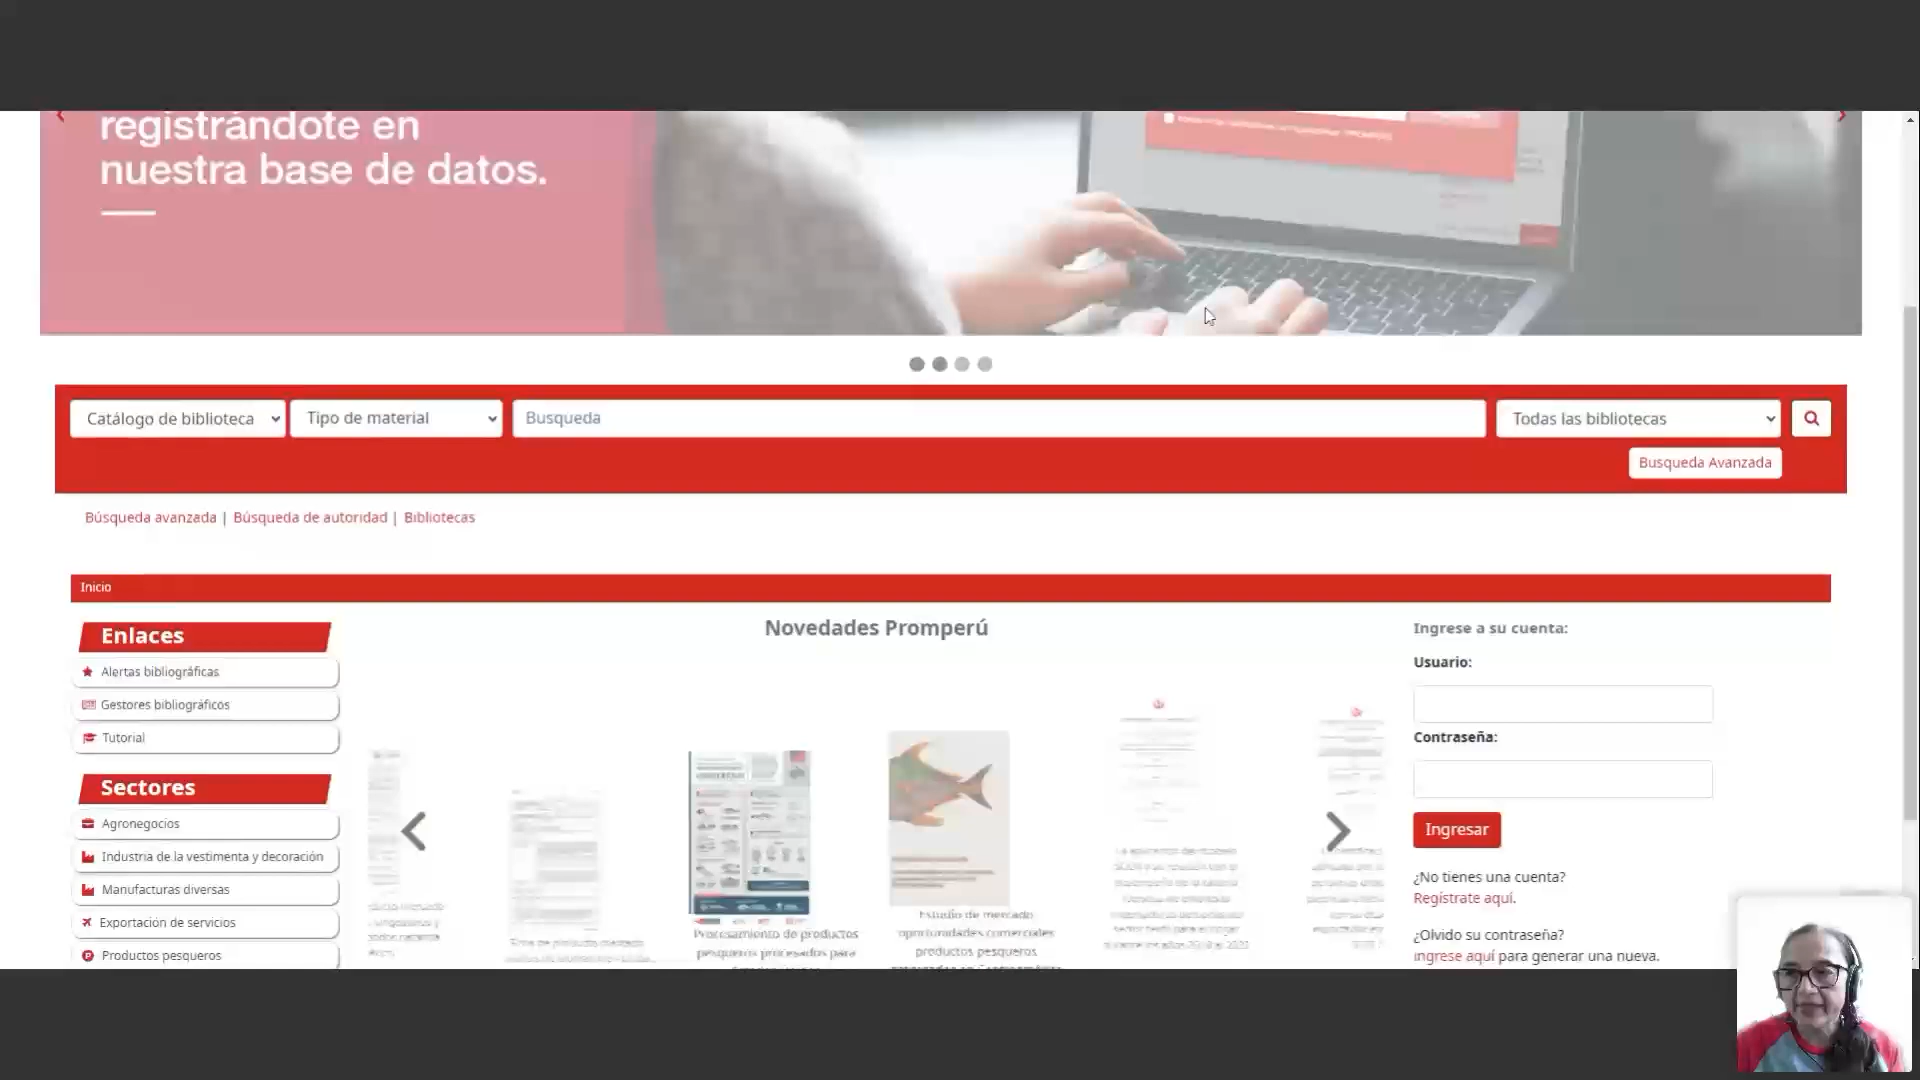 registrándote en
nuestra base de datos.
Catálogo de biblioteca
Tipo de material
Busqueda
Todas las bibliotecas
Busqueda Avanzada
Búsqueda avanzada | Búsqueda de autoridad | Bibliotecas
Inicio
Enlaces
Alertas bibliográficas
Gestores bibliográficos
Tutorial
Sectores
Agronegocios
Industria de la vestimenta y decoración
Manufacturas diversas
Exportación de servicios
Productos pesqueros
Novedades Promperú
Procesamiento de productos
pesqueros procesados para
Estudio de mercado
oportunidades comerciales
productos pesqueros
Ingrese a su cuenta:
Usuario:
Contraseña:
Ingresar
¿No tienes una cuenta?
Regístrate aquí.
¿Olvido su contraseña?
ingrese aquí para generar una nueva.